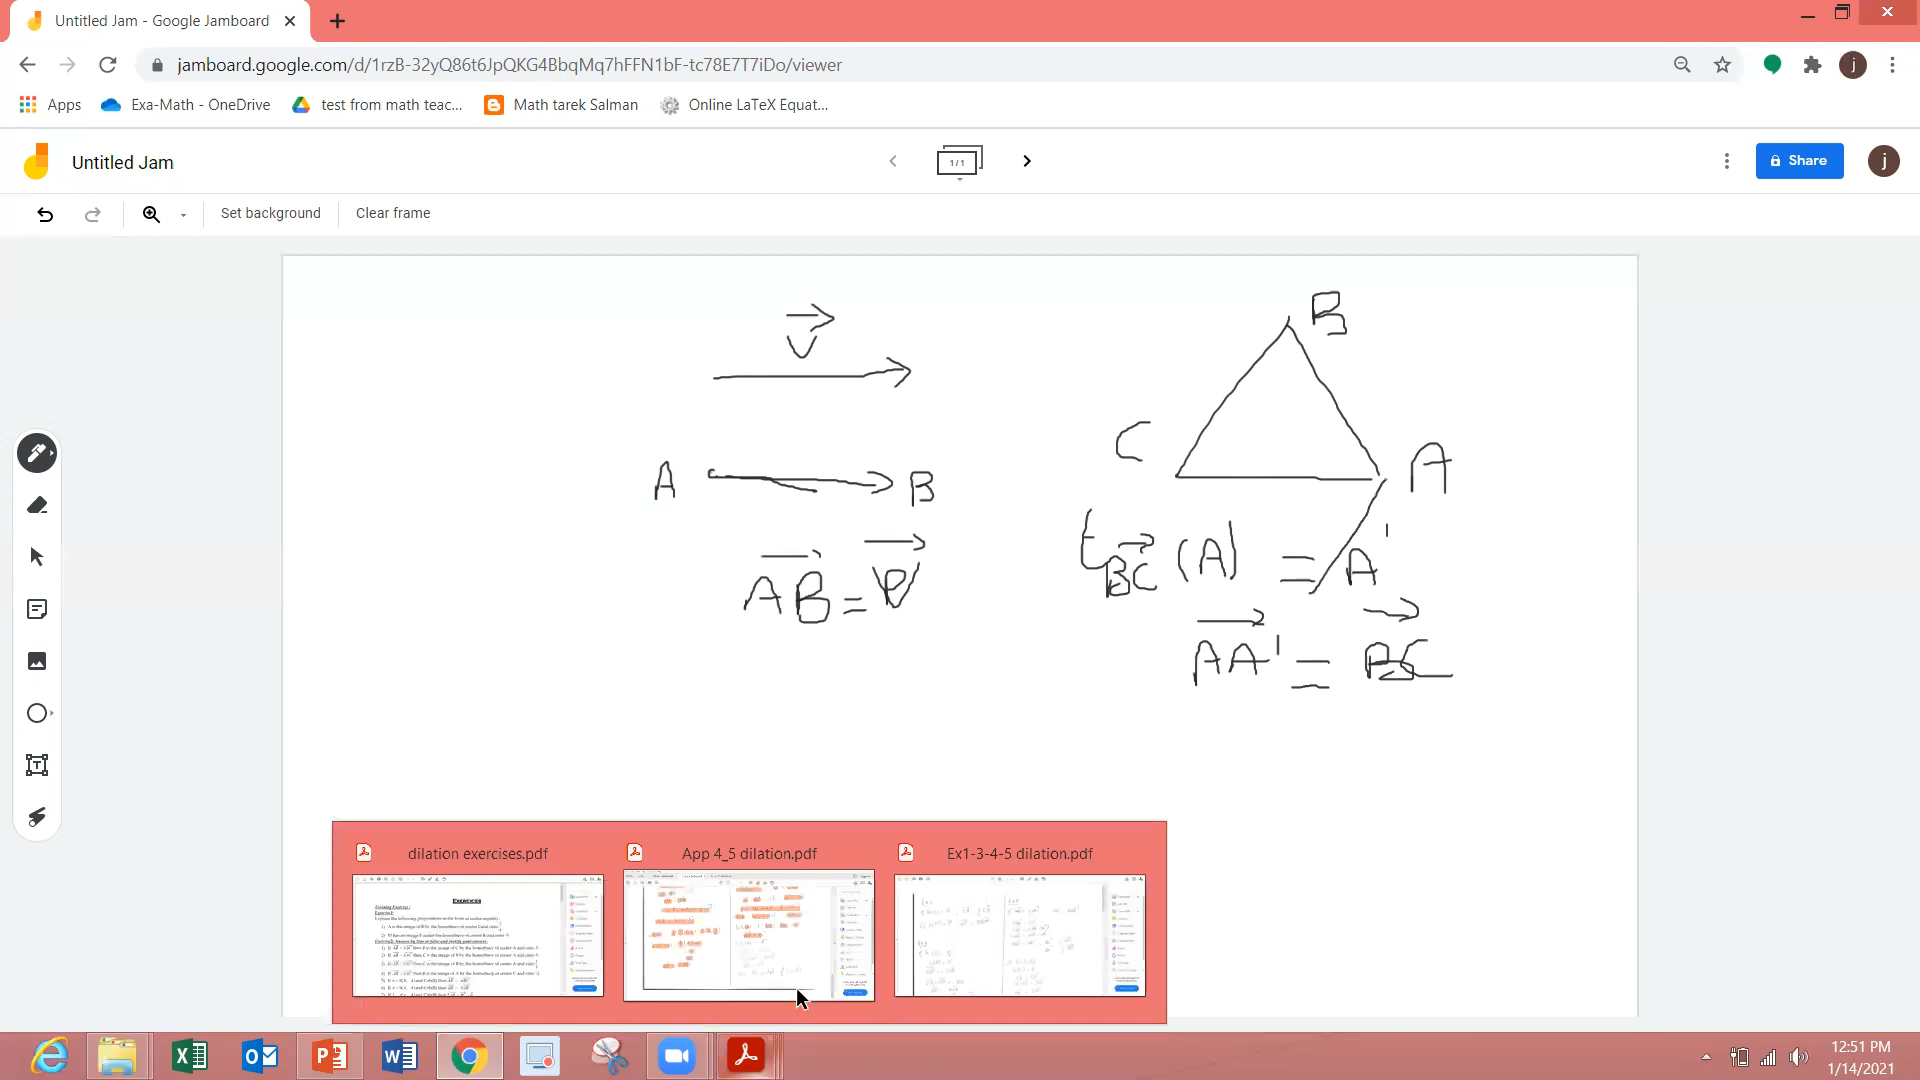 Untitled Jam - Google Jamboard
jamboard.google.com/d/1rzB-32yQ86t6JpQKG4BbqMq7hFFN1bF-tc78E7T7iDo/viewer
Apps Exa-Math - OneDrive test from math teac... Math tarek Salman Online LaTeX Equat...
Untitled Jam 1/1 Share j
Set background Clear frame
V
A B
AB = V
B
C A
t BC (A) = A'
AA' = BC
dilation exercises.pdf App 4_5 dilation.pdf Ex1-3-4-5 dilation.pdf
EXERCICES
12:51 PM
1/14/2021